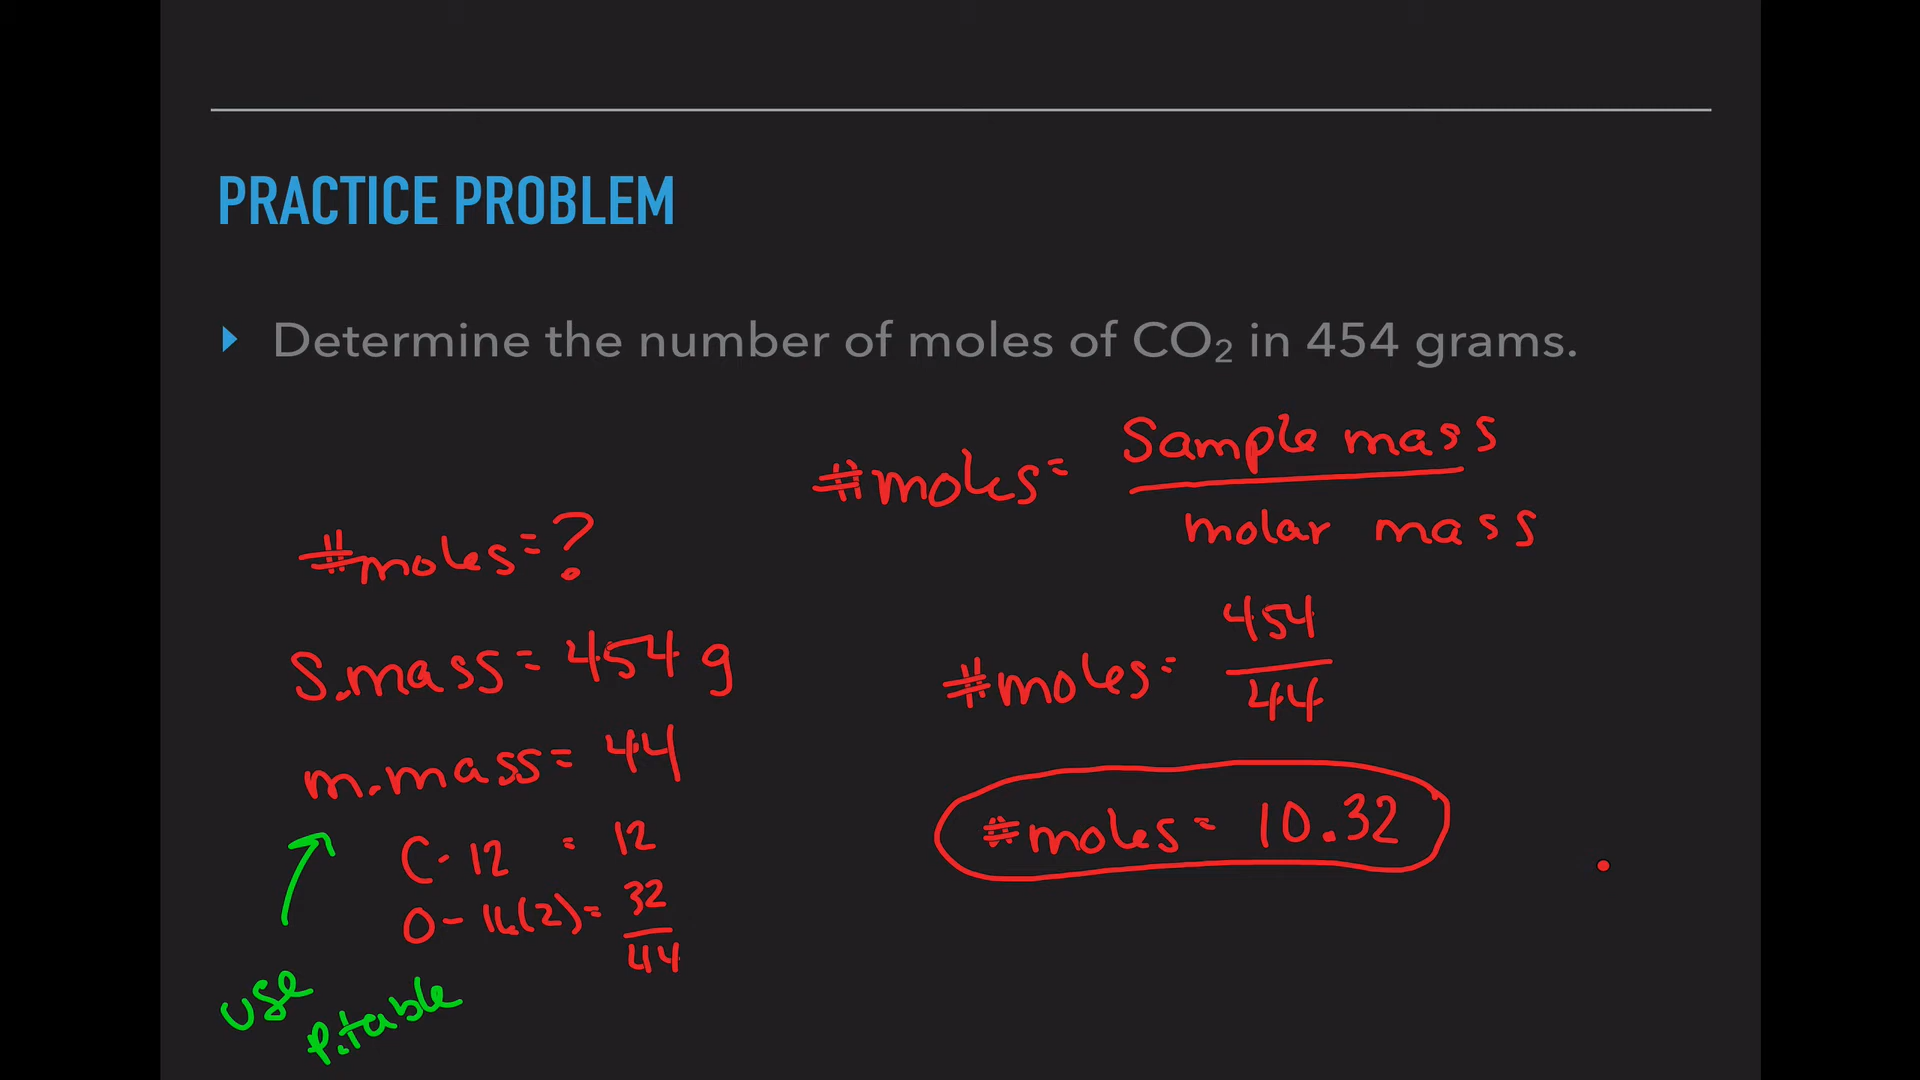 PRACTICE PROBLEM
Determine the number of moles of CO₂ in 454 grams.
#moles = Sample mass
molar mass
#moles = ?
S.mass = 454 g
m.mass = 44
C - 12 = 12
O - 16(2) = 32
44
use
p.table
#moles = 454
44
#moles = 10.32